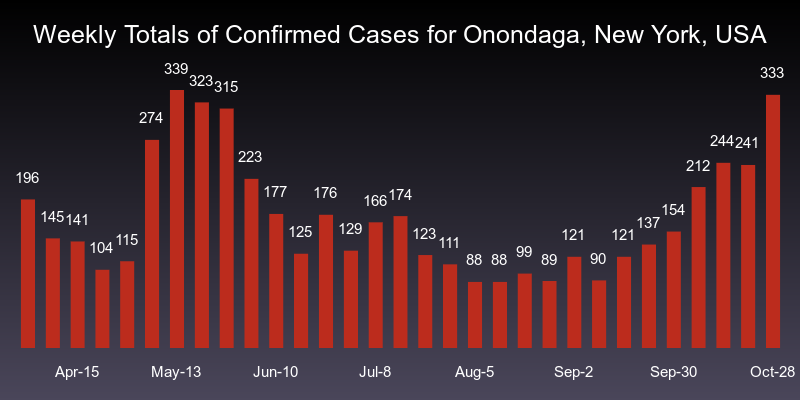 Weekly Totals of Confirmed Cases for Onondaga, New York, USA
196 145 141 104 115 274 339 323 315 223 177 125 176 129 166 174 123 111 88 88 99 89 121 90 121 137 154 212 244 241 333
Apr-15 May-13 Jun-10 Jul-8 Aug-5 Sep-2 Sep-30 Oct-28